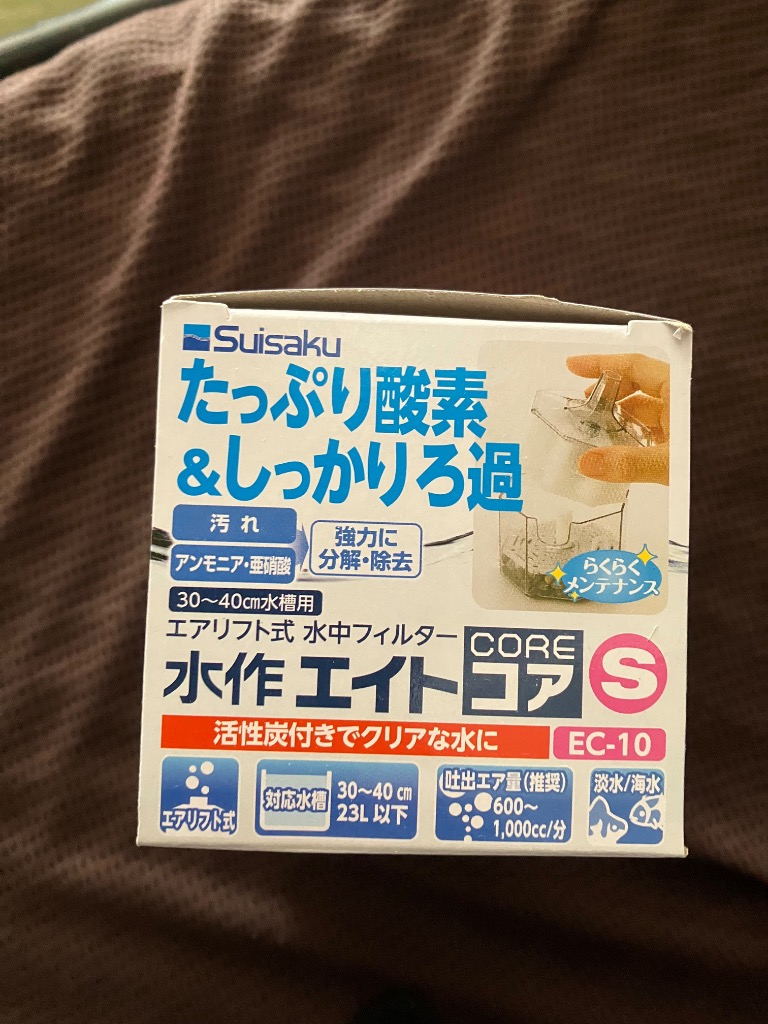 Suisaku
たっぷり酸素
&しっかりろ過
汚れ
アンモニア・亜硝酸
強力に
分解・除去
らくらく
メンテナンス
30〜40㎝水槽用
エアリフト式 水中フィルター
水作 エイト CORE コア S
活性炭付きでクリアな水に
EC-10
エアリフト式
対応水槽
30〜40㎝
23L以下
吐出エア量(推奨)
600〜
1,000cc/分
淡水/海水